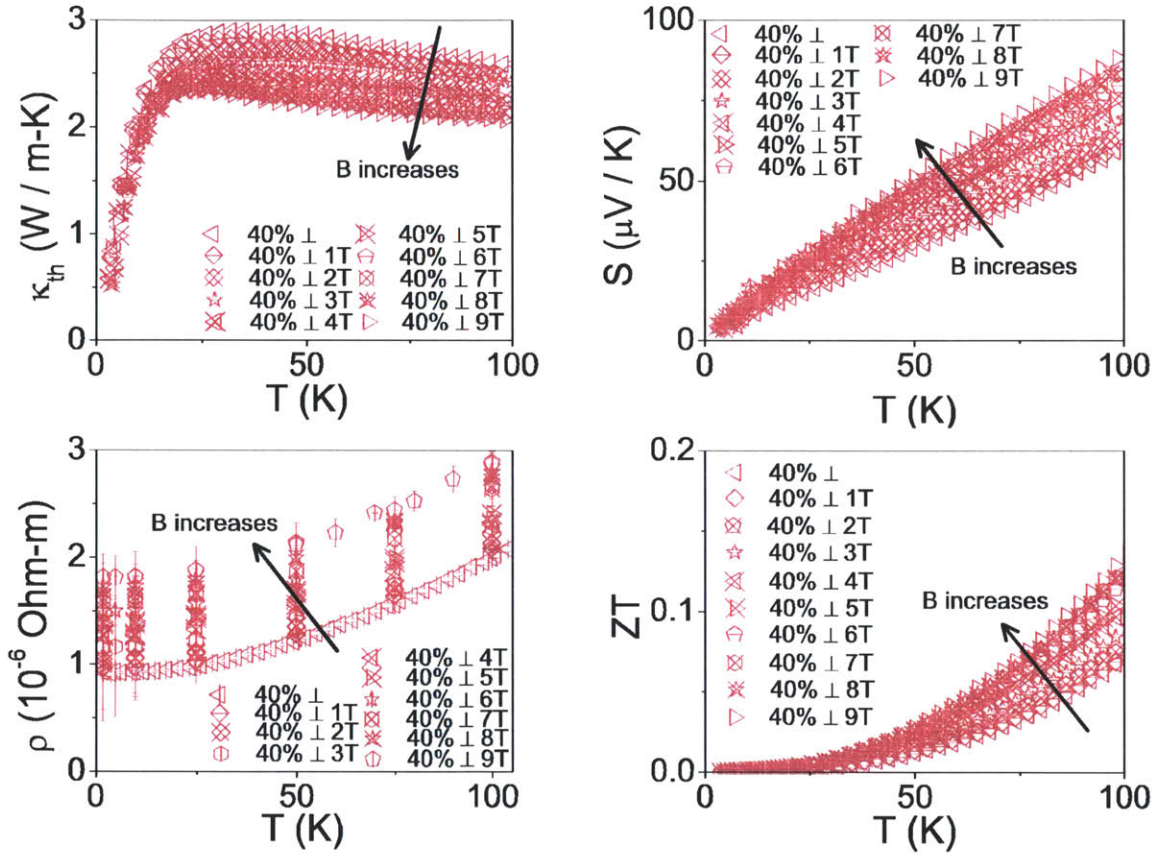 3
2
1
0
κth (W / m-K)
B increases
40% ⊥
40% ⊥ 1T
40% ⊥ 2T
40% ⊥ 3T
40% ⊥ 4T
40% ⊥ 5T
40% ⊥ 6T
40% ⊥ 7T
40% ⊥ 8T
40% ⊥ 9T
0 50 100
T (K)
100
50
0
S (μV / K)
40% ⊥
40% ⊥ 1T
40% ⊥ 2T
40% ⊥ 3T
40% ⊥ 4T
40% ⊥ 5T
40% ⊥ 6T
40% ⊥ 7T
40% ⊥ 8T
40% ⊥ 9T
B increases
0 50 100
T (K)
3
2
1
0
ρ (10-6 Ohm-m)
B increases
40% ⊥
40% ⊥ 1T
40% ⊥ 2T
40% ⊥ 3T
40% ⊥ 4T
40% ⊥ 5T
40% ⊥ 6T
40% ⊥ 7T
40% ⊥ 8T
40% ⊥ 9T
0 50 100
T (K)
0.2
0.1
0.0
ZT
40% ⊥
40% ⊥ 1T
40% ⊥ 2T
40% ⊥ 3T
40% ⊥ 4T
40% ⊥ 5T
40% ⊥ 6T
40% ⊥ 7T
40% ⊥ 8T
40% ⊥ 9T
B increases
0 50 100
T (K)